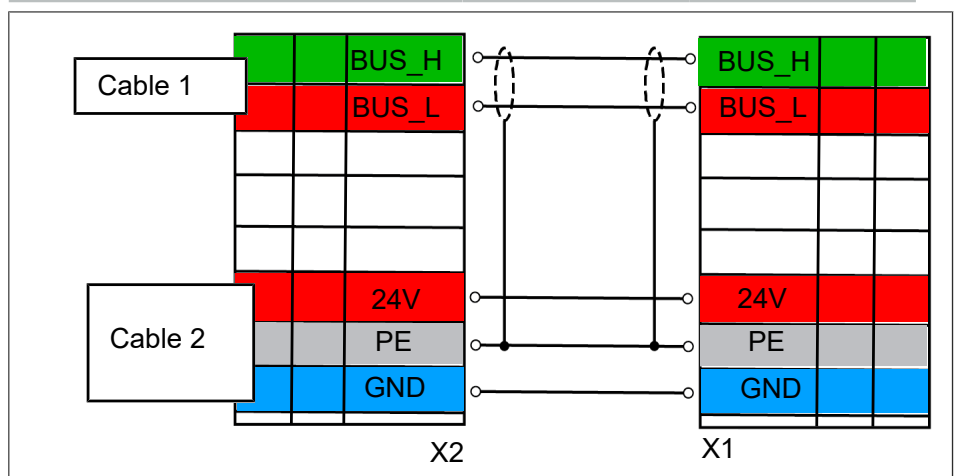 Cable 1
BUS_H
BUS_H
BUS_L
BUS_L
Cable 2
24V
24V
PE
PE
GND
GND
X2
X1